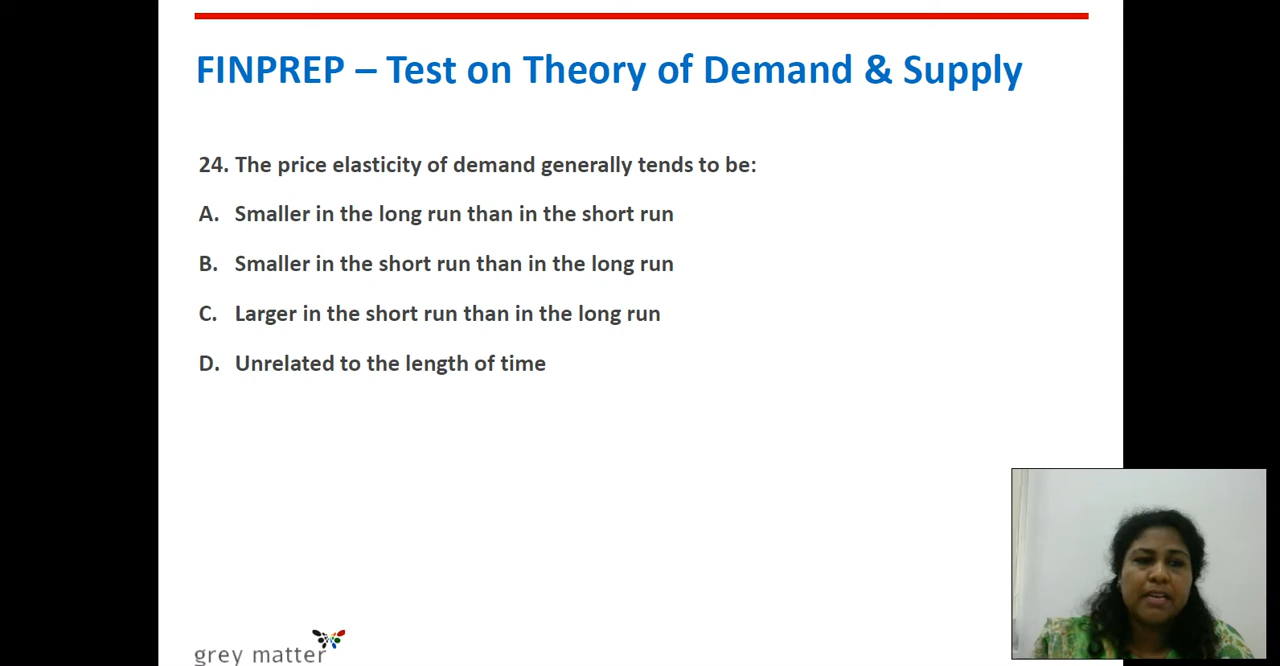 FINPREP – Test on Theory of Demand & Supply
24. The price elasticity of demand generally tends to be:
A. Smaller in the long run than in the short run
B. Smaller in the short run than in the long run
C. Larger in the short run than in the long run
D. Unrelated to the length of time
grey matter